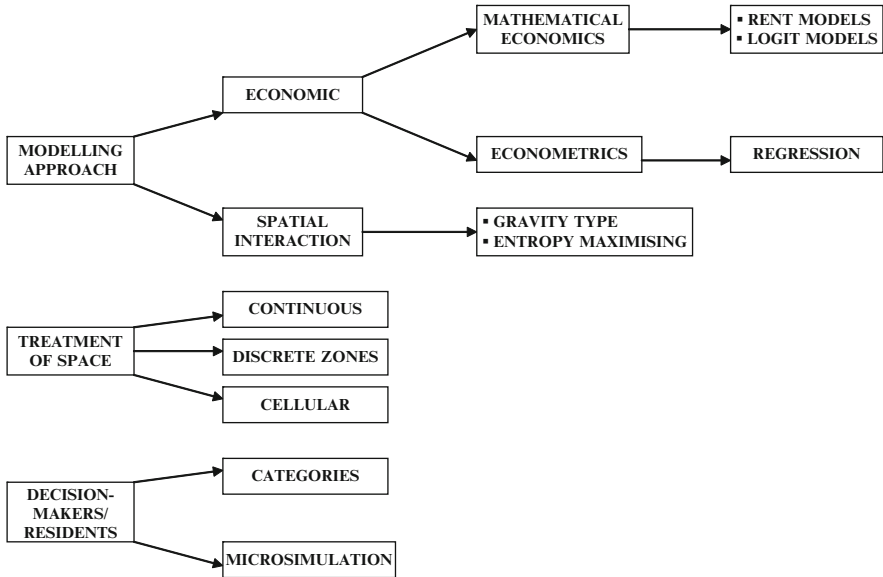 MATHEMATICAL
ECONOMICS
▪ RENT MODELS
▪ LOGIT MODELS
ECONOMIC
MODELLING
APPROACH
ECONOMETRICS
REGRESSION
SPATIAL
INTERACTION
▪ GRAVITY TYPE
▪ ENTROPY MAXIMISING
CONTINUOUS
TREATMENT
OF SPACE
DISCRETE ZONES
CELLULAR
CATEGORIES
DECISION-
MAKERS/
RESIDENTS
MICROSIMULATION